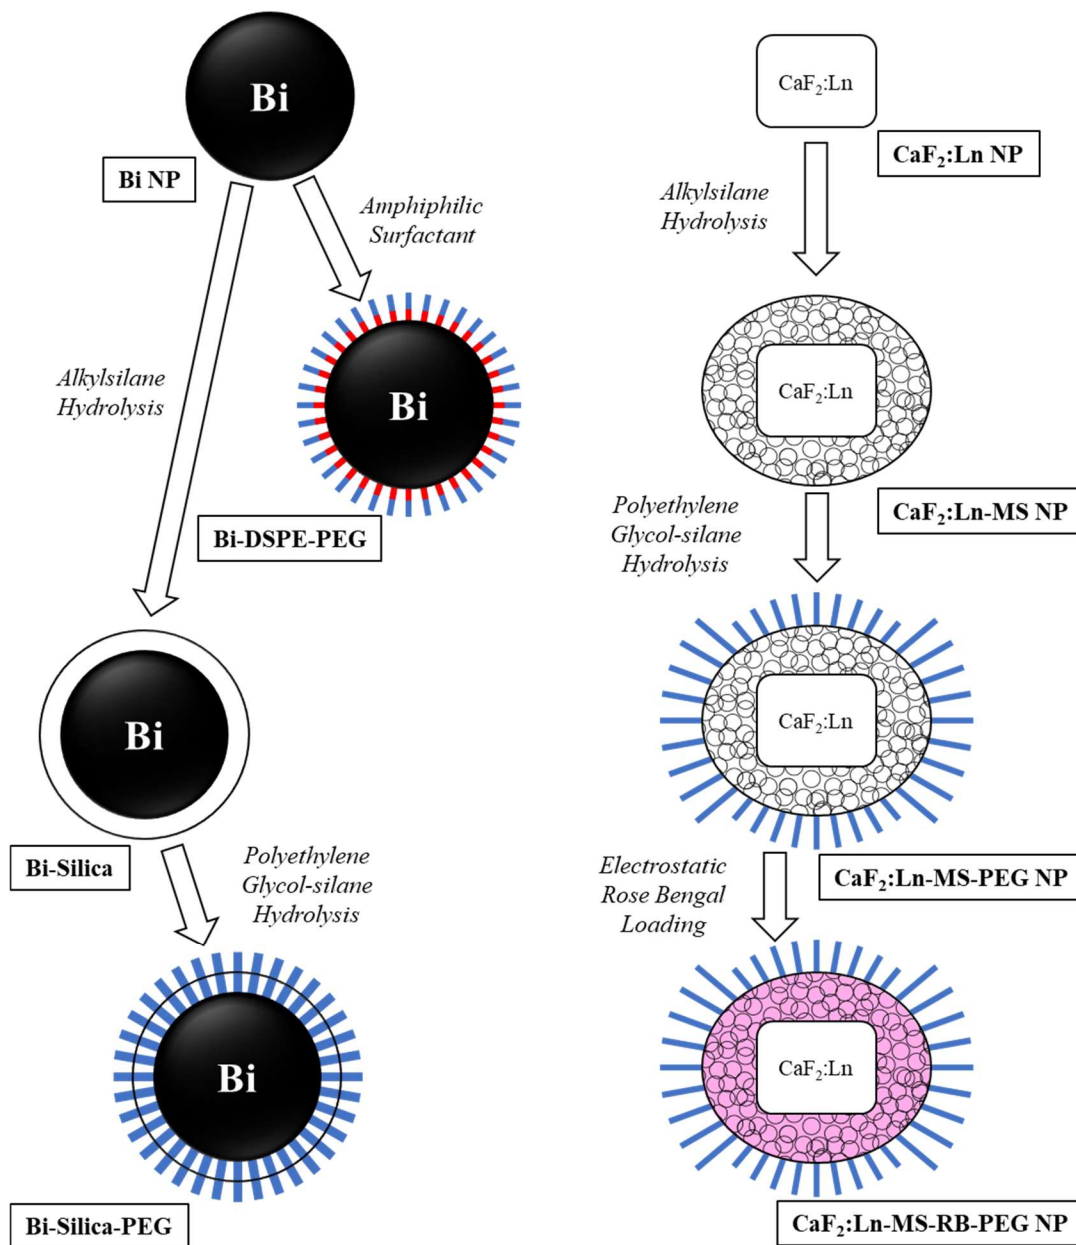 Bi
Bi NP
Amphiphilic
Surfactant
Alkylsilane
Hydrolysis
Bi
Bi-DSPE-PEG
Bi
Bi-Silica
Polyethylene
Glycol-silane
Hydrolysis
Bi
Bi-Silica-PEG
CaF₂:Ln
CaF₂:Ln NP
Alkylsilane
Hydrolysis
CaF₂:Ln
CaF₂:Ln-MS NP
Polyethylene
Glycol-silane
Hydrolysis
CaF₂:Ln
CaF₂:Ln-MS-PEG NP
Electrostatic
Rose Bengal
Loading
CaF₂:Ln
CaF₂:Ln-MS-RB-PEG NP